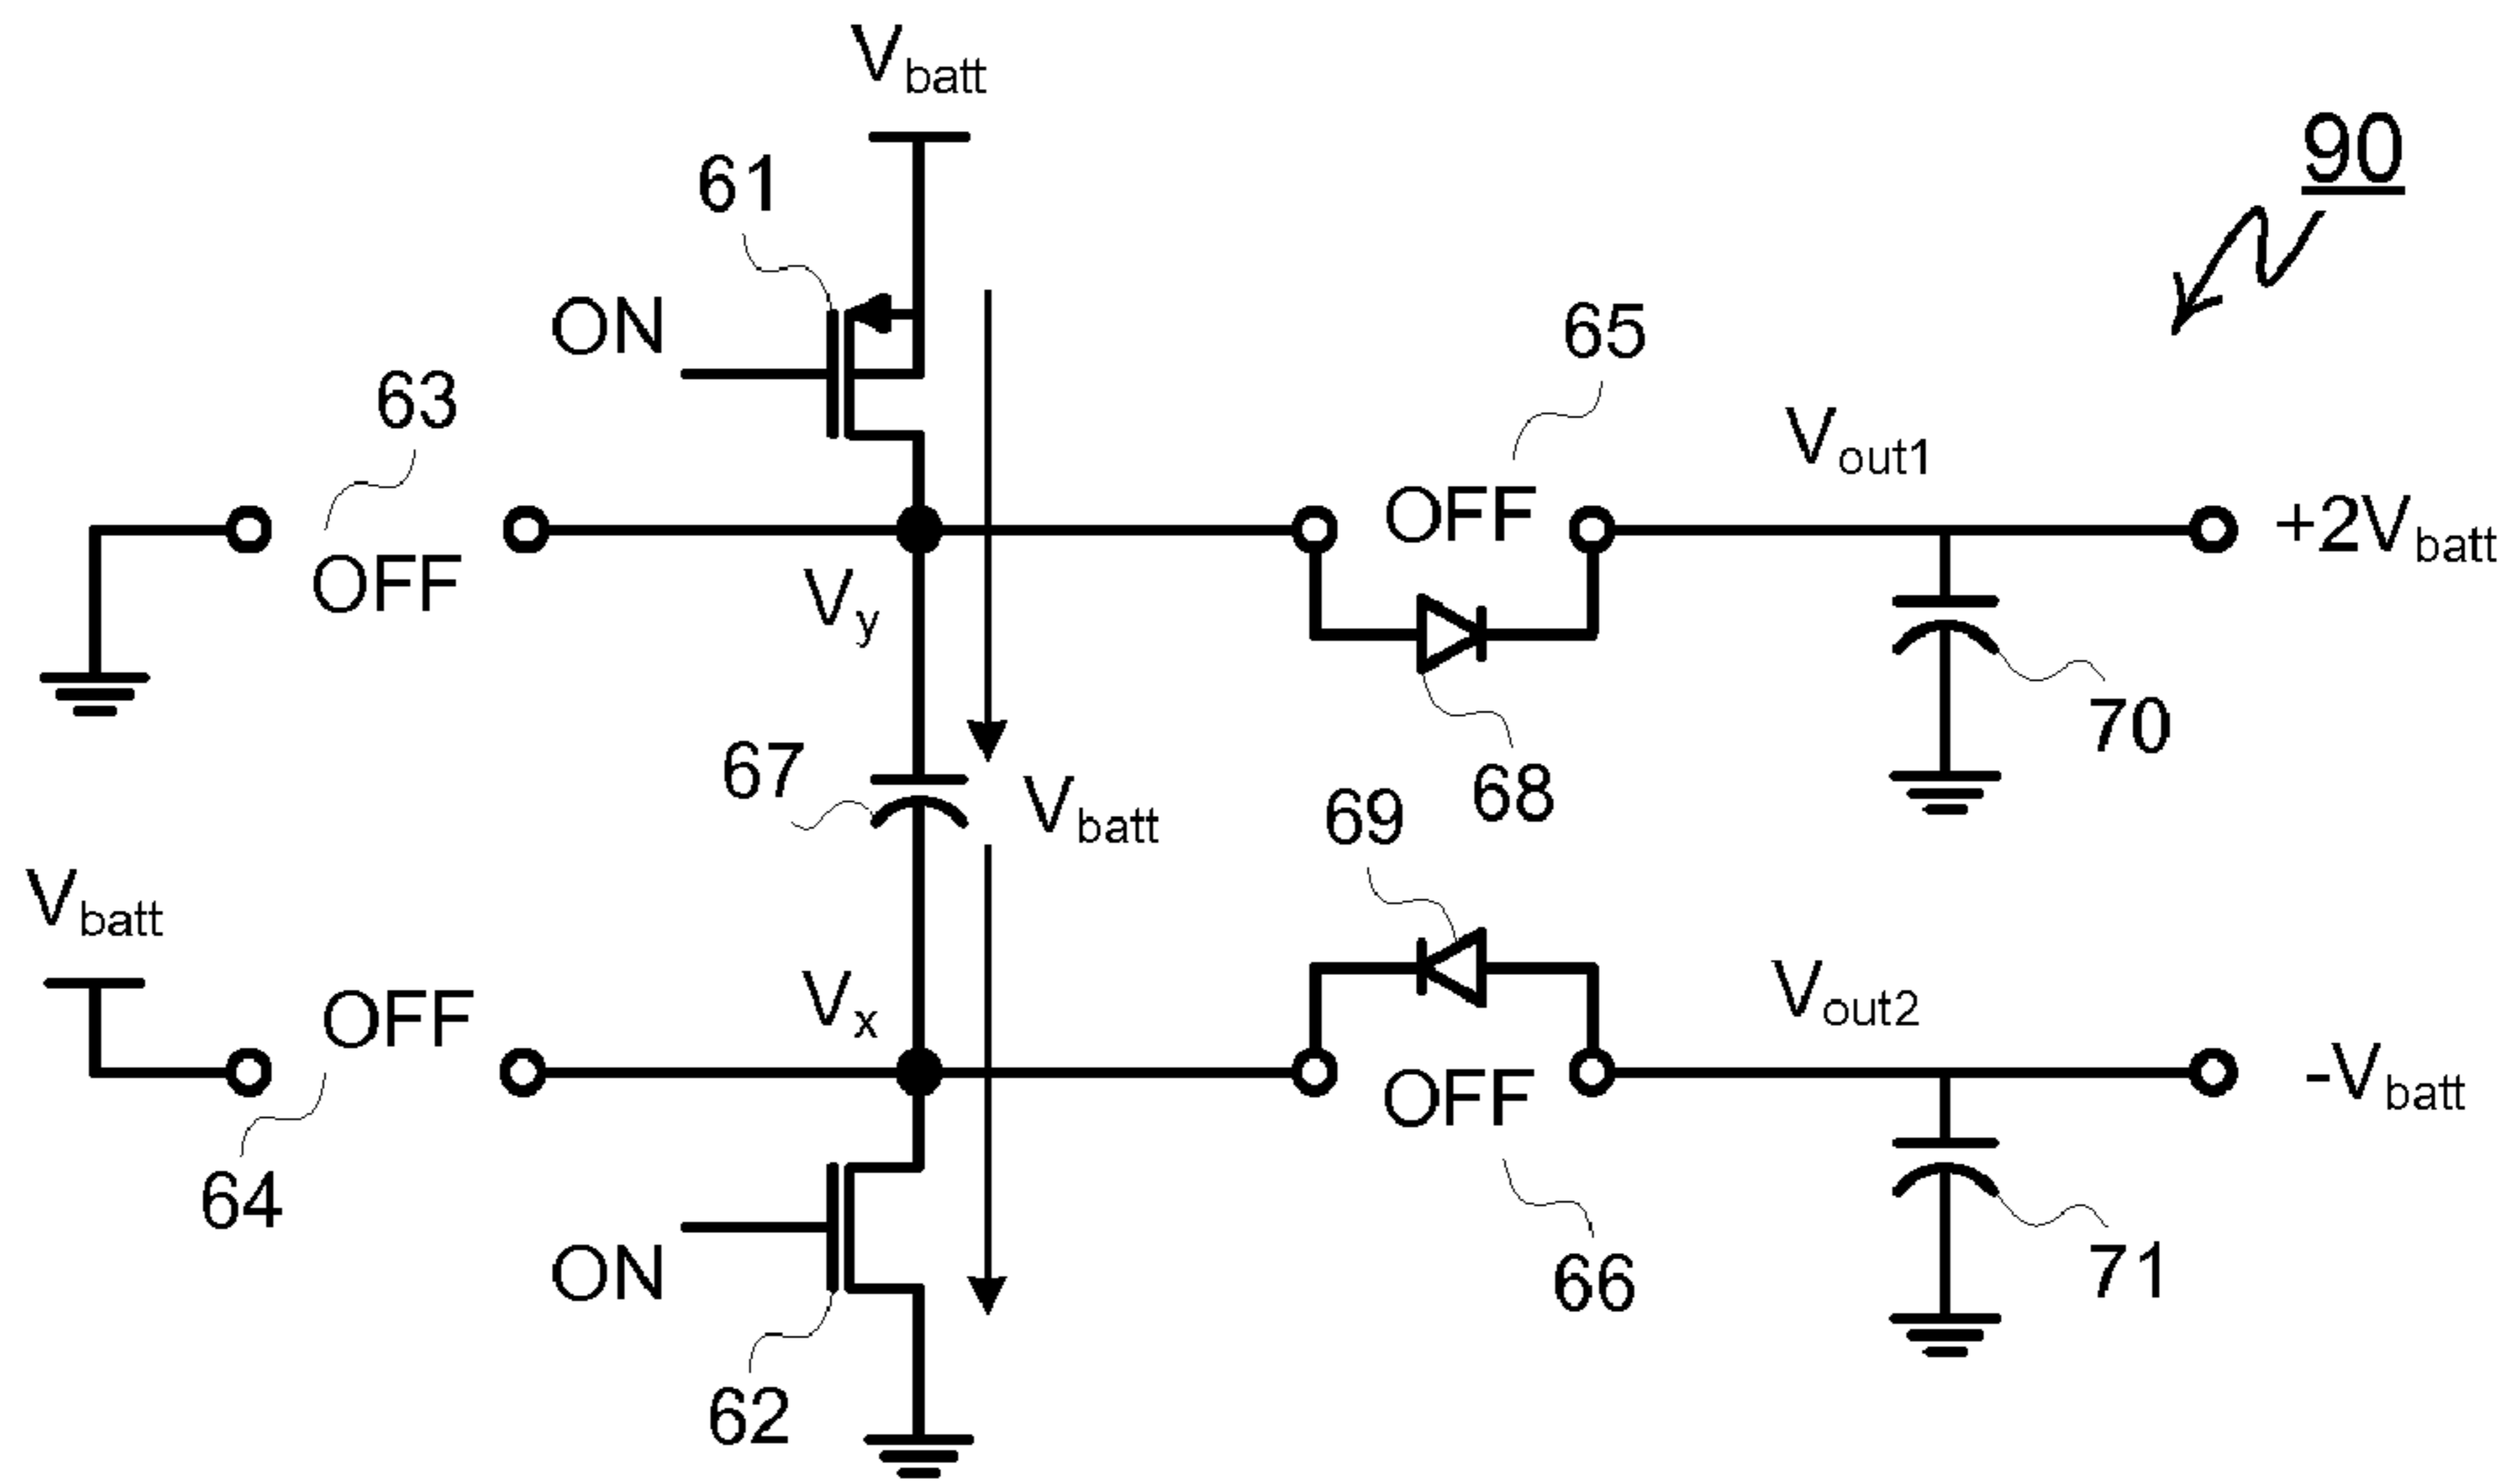 Vbatt
90
61
ON
65
63
OFF
Vout1
+2Vbatt
OFF
Vy
67
Vbatt
68
70
69
Vbatt
OFF
Vx
Vout2
-Vbatt
OFF
64
ON
66
71
62